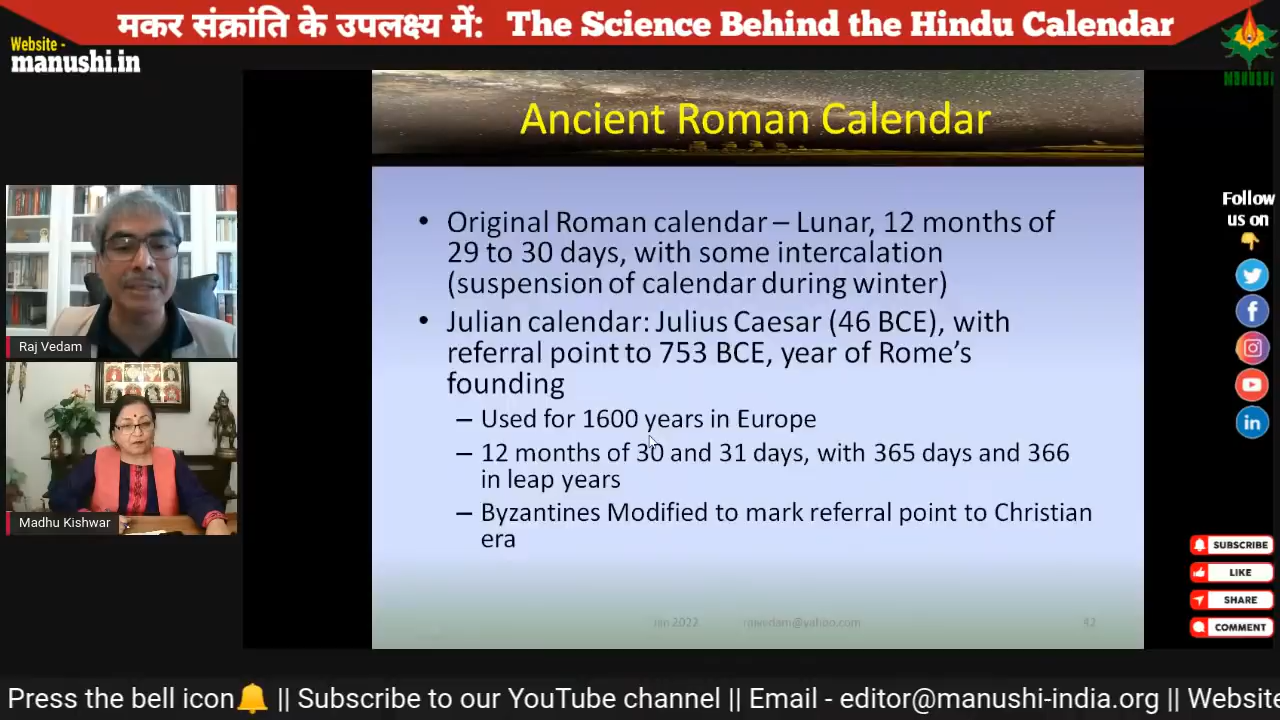 मकर संक्रांति के उपलक्ष्य में: The Science Behind the Hindu Calendar
Website -
manushi.in
MANUSHI
Ancient Roman Calendar
• Original Roman calendar – Lunar, 12 months of
29 to 30 days, with some intercalation
(suspension of calendar during winter)
• Julian calendar: Julius Caesar (46 BCE), with
referral point to 753 BCE, year of Rome’s
founding
– Used for 1600 years in Europe
– 12 months of 30 and 31 days, with 365 days and 366
in leap years
– Byzantines Modified to mark referral point to Christian
era
Jan 2022 rajvedam@yahoo.com 42
Raj Vedam
Madhu Kishwar
Follow
us on
SUBSCRIBE
LIKE
SHARE
COMMENT
Press the bell icon🔔 || Subscribe to our YouTube channel || Email - editor@manushi-india.org || Website